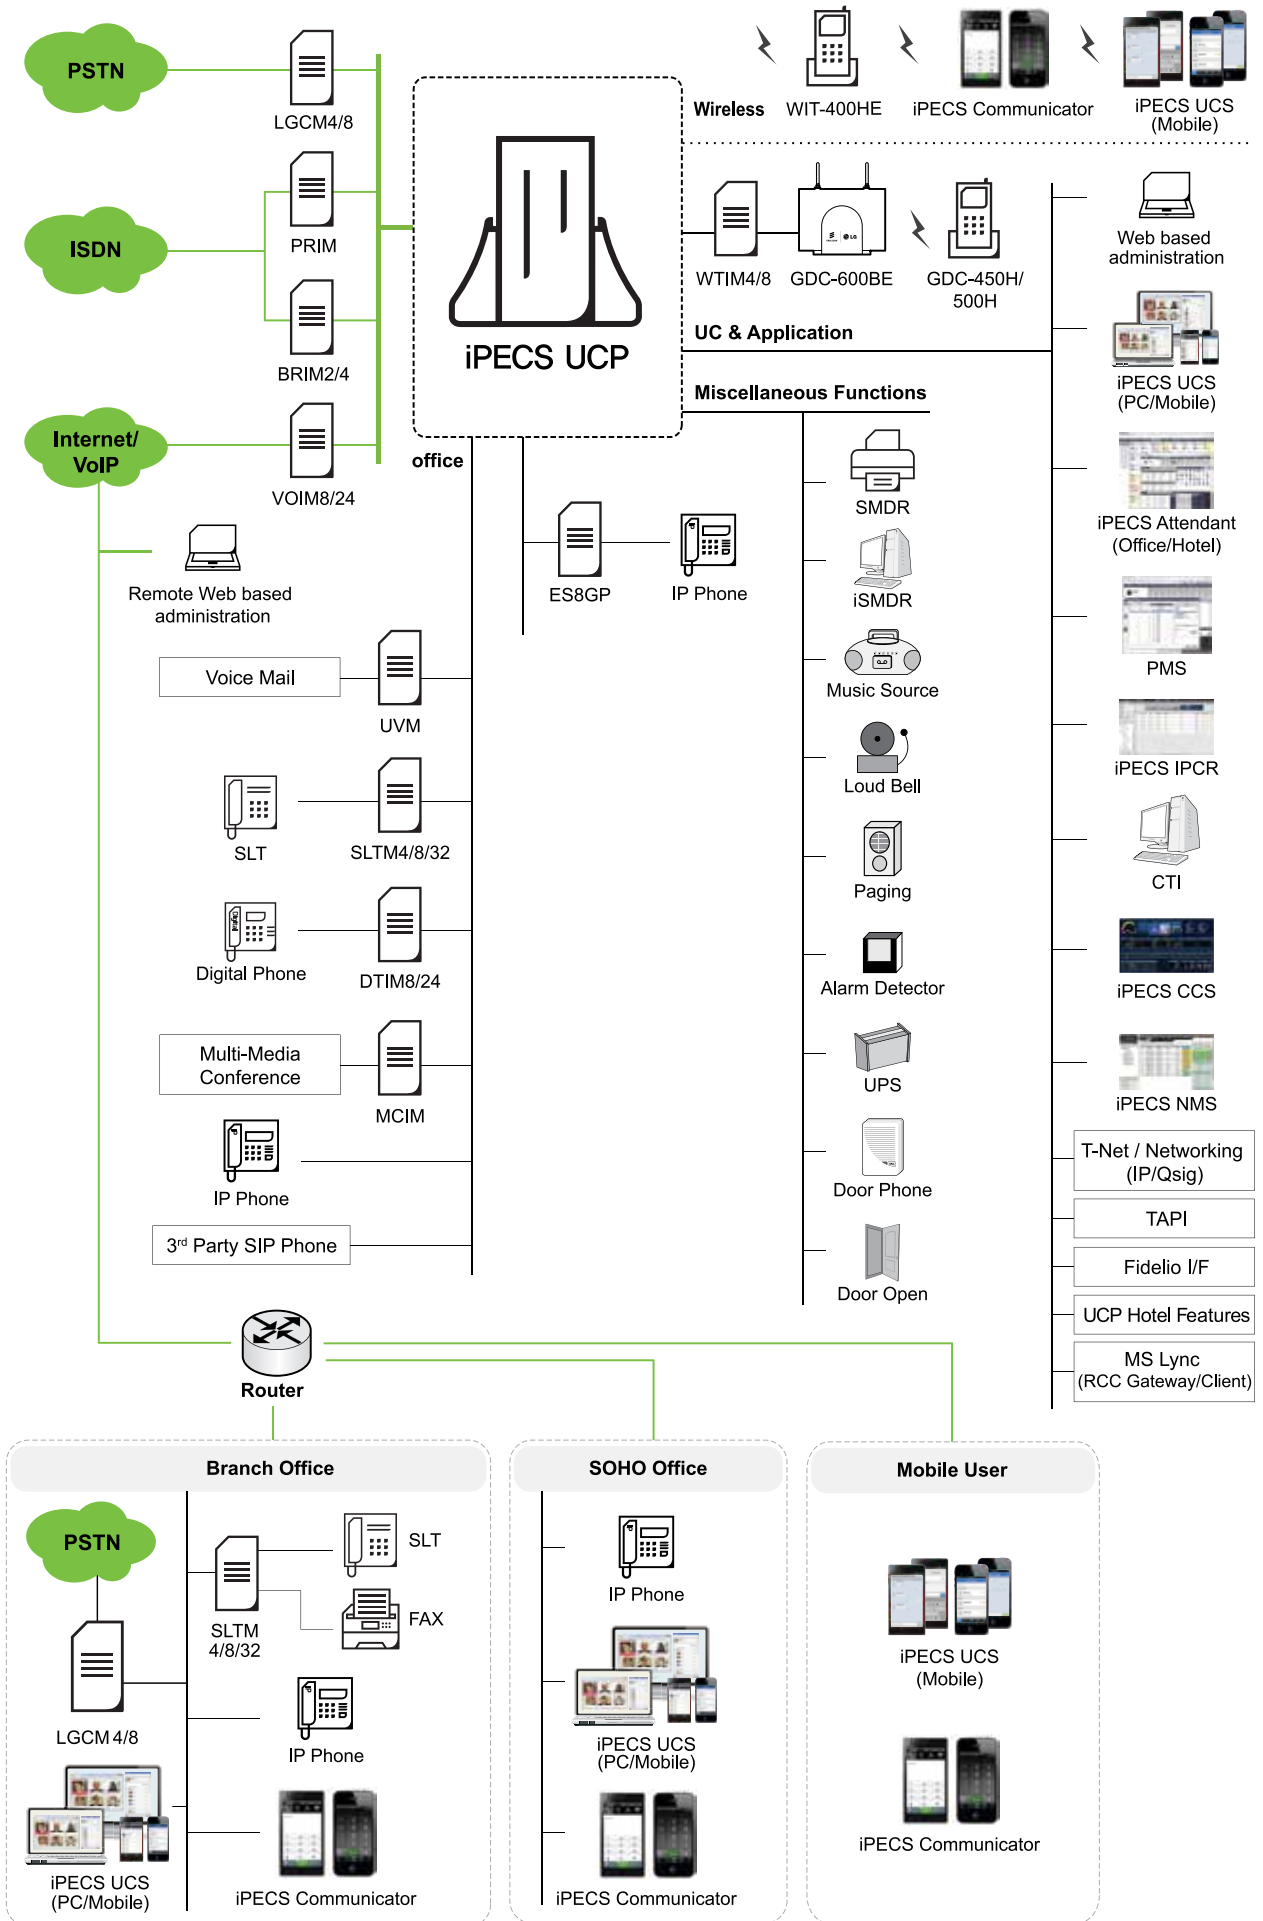 PSTN
LGCM4/8
ISDN
PRIM
BRIM2/4
Internet/
VoIP
VOIM8/24
iPECS UCP
Wireless
WIT-400HE
iPECS Communicator
iPECS UCS
(Mobile)
WTIM4/8
GDC-600BE
GDC-450H/
500H
UC & Application
Web based
administration
iPECS UCS
(PC/Mobile)
iPECS Attendant
(Office/Hotel)
PMS
iPECS IPCR
CTI
iPECS CCS
iPECS NMS
T-Net / Networking
(IP/Qsig)
TAPI
Fidelio I/F
UCP Hotel Features
MS Lync
(RCC Gateway/Client)
Miscellaneous Functions
SMDR
iSMDR
Music Source
Loud Bell
Paging
Alarm Detector
UPS
Door Phone
Door Open
office
ES8GP
IP Phone
Remote Web based
administration
Voice Mail
UVM
SLT
SLTM4/8/32
Digital
Digital Phone
DTIM8/24
Multi-Media
Conference
MCIM
IP Phone
3rd Party SIP Phone
Router
Branch Office
PSTN
LGCM 4/8
SLTM
4/8/32
SLT
FAX
IP Phone
iPECS UCS
(PC/Mobile)
iPECS Communicator
SOHO Office
IP Phone
iPECS UCS
(PC/Mobile)
iPECS Communicator
Mobile User
iPECS UCS
(Mobile)
iPECS Communicator